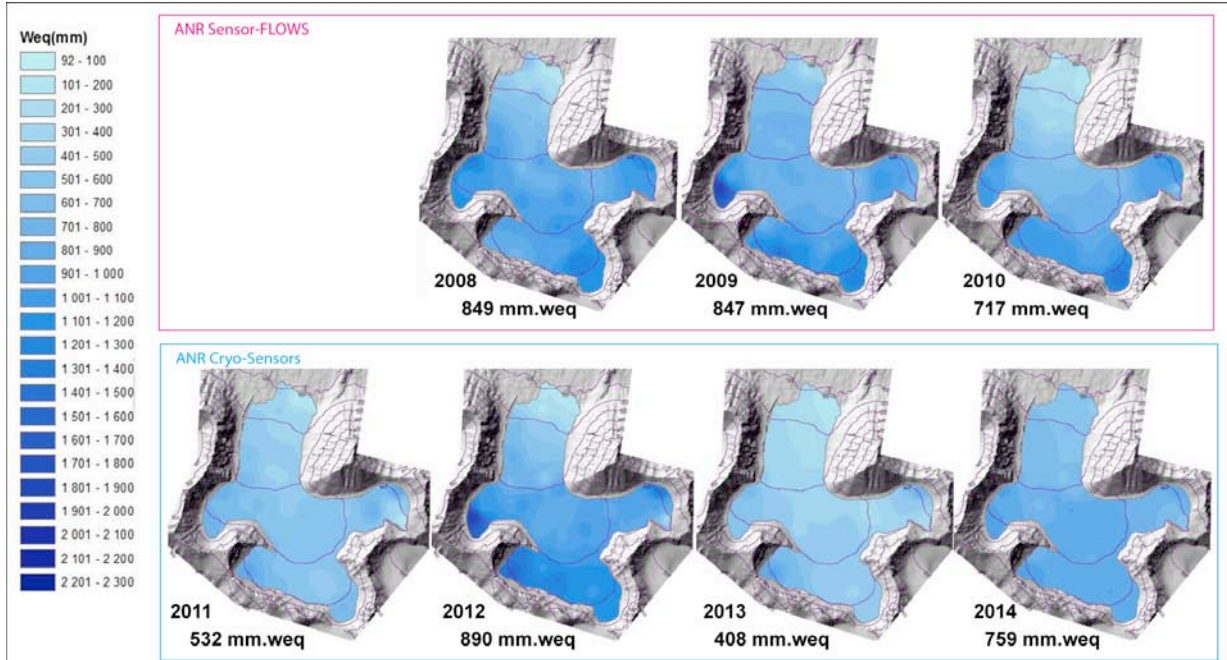 Weq(mm)
92 - 100
101 - 200
201 - 300
301 - 400
401 - 500
501 - 600
601 - 700
701 - 800
801 - 900
901 - 1 000
1 001 - 1 100
1 101 - 1 200
1 201 - 1 300
1 301 - 1 400
1 401 - 1 500
1 501 - 1 600
1 601 - 1 700
1 701 - 1 800
1 801 - 1 900
1 901 - 2 000
2 001 - 2 100
2 101 - 2 200
2 201 - 2 300
ANR Sensor-FLOWS
2008
849 mm.weq
2009
847 mm.weq
2010
717 mm.weq
ANR Cryo-Sensors
2011
532 mm.weq
2012
890 mm.weq
2013
408 mm.weq
2014
759 mm.weq